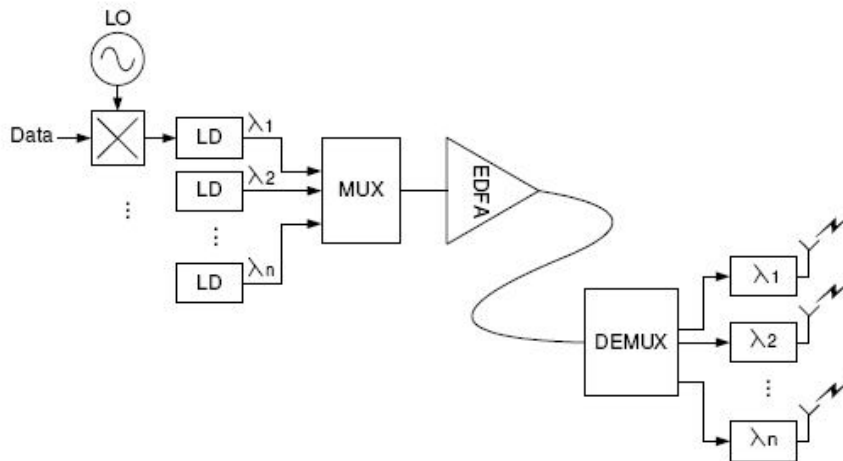 LO
Data
LD
λ1
LD
λ2
⋮
⋮
LD
λn
MUX
EDFA
DEMUX
λ1
λ2
⋮
λn